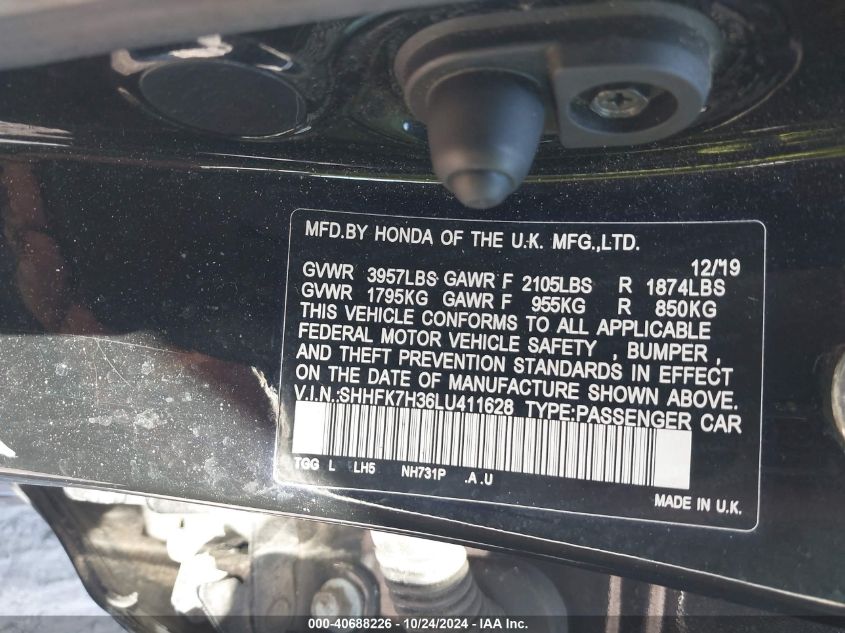 MFD.BY HONDA OF THE U.K. MFG.,LTD.
12/19
GVWR 3957LBS GAWR F 2105LBS R 1874LBS
GVWR 1795KG GAWR F 955KG R 850KG
THIS VEHICLE CONFORMS TO ALL APPLICABLE
FEDERAL MOTOR VEHICLE SAFETY , BUMPER ,
AND THEFT PREVENTION STANDARDS IN EFFECT
ON THE DATE OF MANUFACTURE SHOWN ABOVE.
V.I.N.:SHHFK7H36LU411628 TYPE:PASSENGER CAR
TGG L LH5 NH731P .A .U
MADE IN U.K.
000-40688226 - 10/24/2024 - IAA Inc.